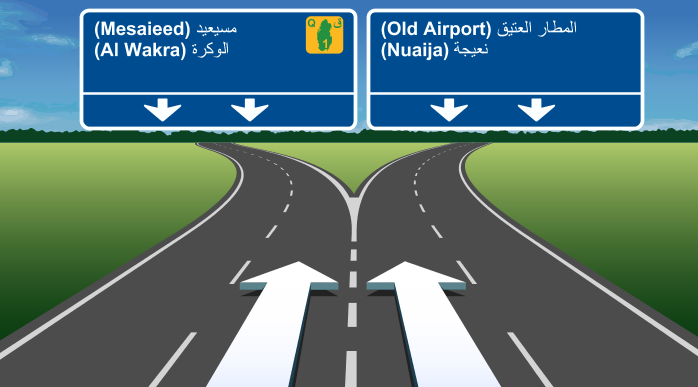 (Mesaieed) مسيعيد
(Al Wakra) الوكرة
Q ق
(Old Airport) المطار العتيق
(Nuaija) نعيجة